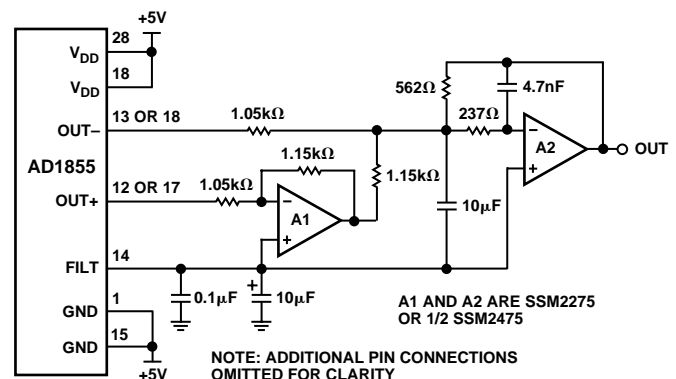 +5V
28
VDD
18
VDD
13 OR 18
OUT–
1.05kΩ
562Ω
4.7nF
237Ω
–
A2
+
OUT
AD1855
12 OR 17
OUT+
1.05kΩ
1.15kΩ
–
A1
+
1.15kΩ
10µF
14
FILT
0.1µF
+
10µF
A1 AND A2 ARE SSM2275
OR 1/2 SSM2475
1
GND
15
GND
+5V
NOTE: ADDITIONAL PIN CONNECTIONS
OMITTED FOR CLARITY